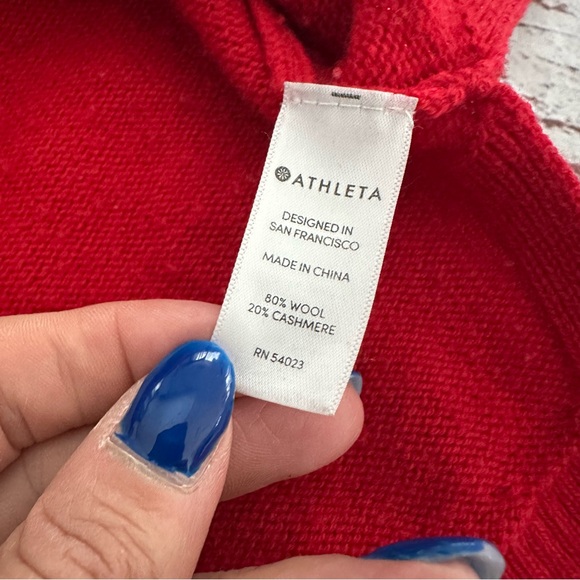 ATHLETA
DESIGNED IN
SAN FRANCISCO
MADE IN CHINA
80% WOOL
20% CASHMERE
RN 54023